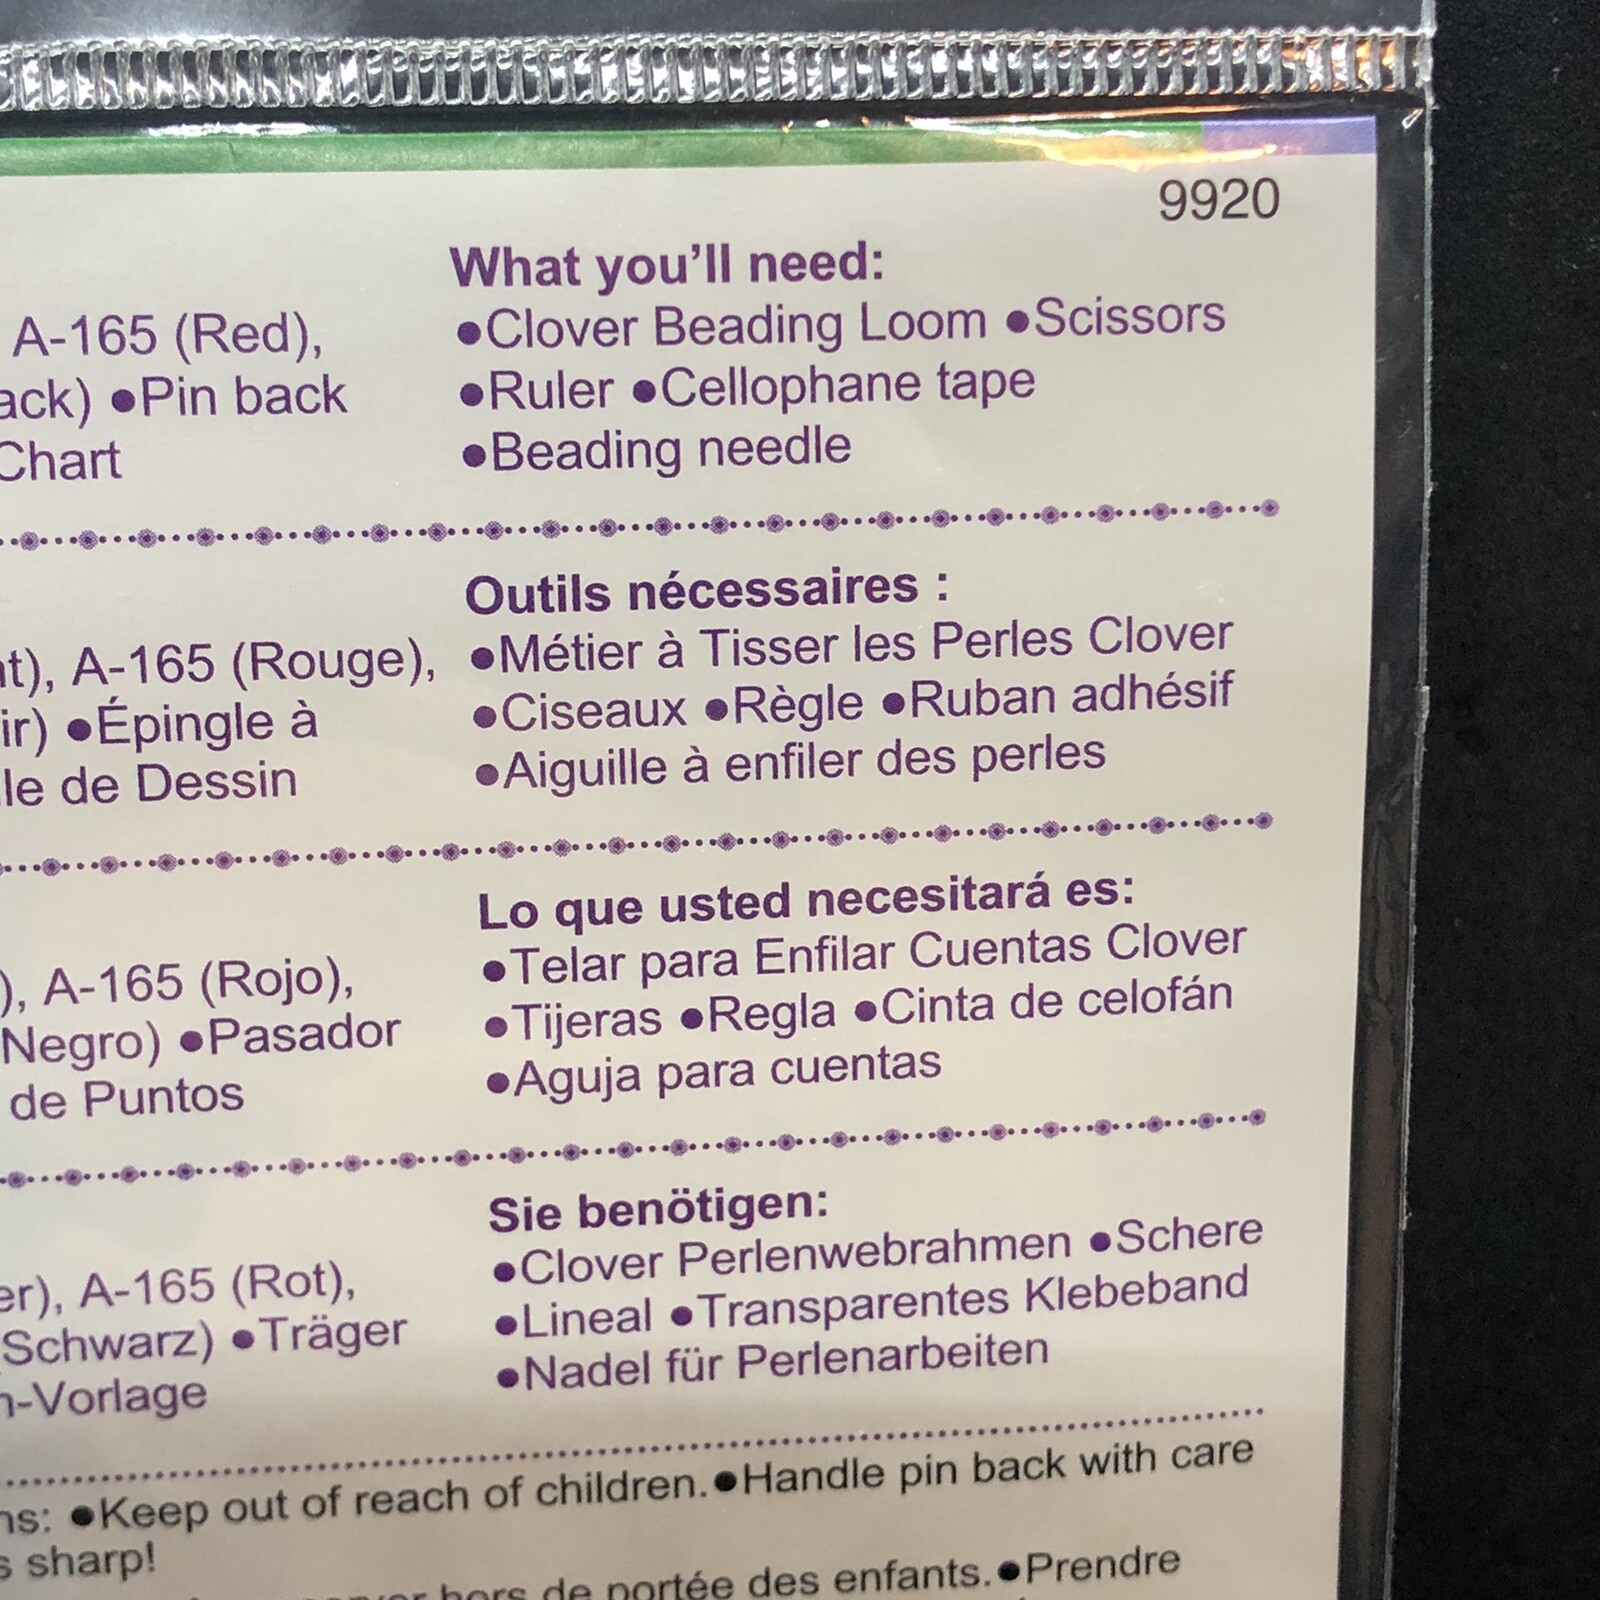 9920
What you'll need:
A-165 (Red),
●Clover Beading Loom ●Scissors
ack) ●Pin back
●Ruler ●Cellophane tape
Chart
●Beading needle
Outils nécessaires :
nt), A-165 (Rouge),
●Métier à Tisser les Perles Clover
ir) ●Épingle à
●Ciseaux ●Règle ●Ruban adhésif
lle de Dessin
●Aiguille à enfiler des perles
Lo que usted necesitará es:
), A-165 (Rojo),
●Telar para Enfilar Cuentas Clover
Negro) ●Pasador
●Tijeras ●Regla ●Cinta de celofán
de Puntos
●Aguja para cuentas
Sie benötigen:
er), A-165 (Rot),
●Clover Perlenwebrahmen ●Schere
Schwarz) ●Träger
●Lineal ●Transparentes Klebeband
n-Vorlage
●Nadel für Perlenarbeiten
ns: ●Keep out of reach of children.●Handle pin back with care
s sharp!
hors de portée des enfants.●Prendre